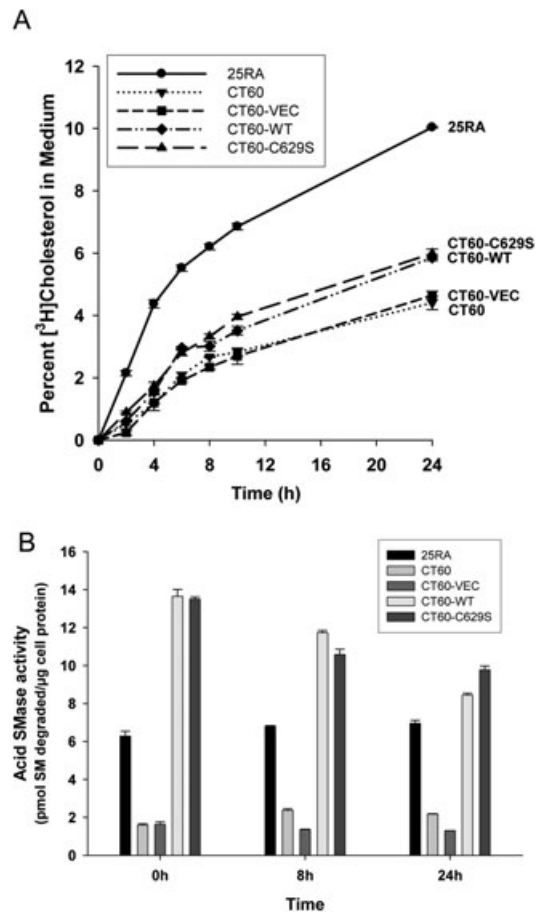 A
Percent [³H]Cholesterol in Medium
12
10
8
6
4
2
0
25RA
CT60
CT60-VEC
CT60-WT
CT60-C629S
25RA
CT60-C629S
CT60-WT
CT60-VEC
CT60
0 4 8 12 16 20 24
Time (h)
B
Acid SMase activity
(pmol SM degraded/µg cell protein)
16
14
12
10
8
6
4
2
0
25RA
CT60
CT60-VEC
CT60-WT
CT60-C629S
0h 8h 24h
Time